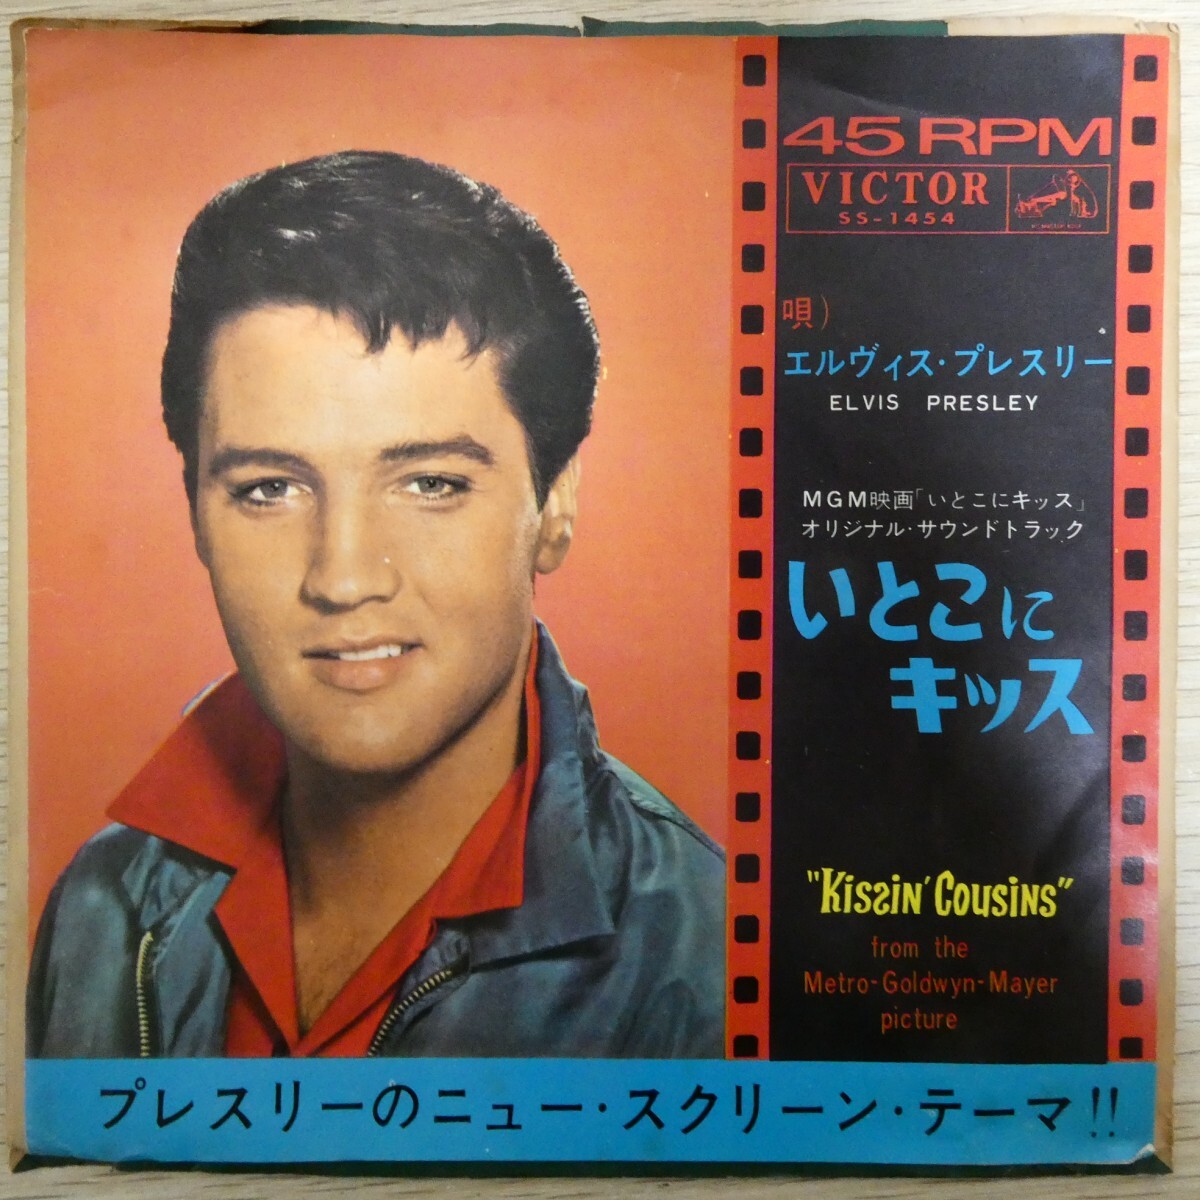 45 RPM
VICTOR
SS-1454
唄)
エルヴィス・プレスリー
ELVIS PRESLEY
MGM映画「いとこにキッス」
オリジナル・サウンドトラック
いとこに
キッス
"Kissin' Cousins"
from the
Metro-Goldwyn-Mayer
picture
プレスリーのニュー・スクリーン・テーマ!!